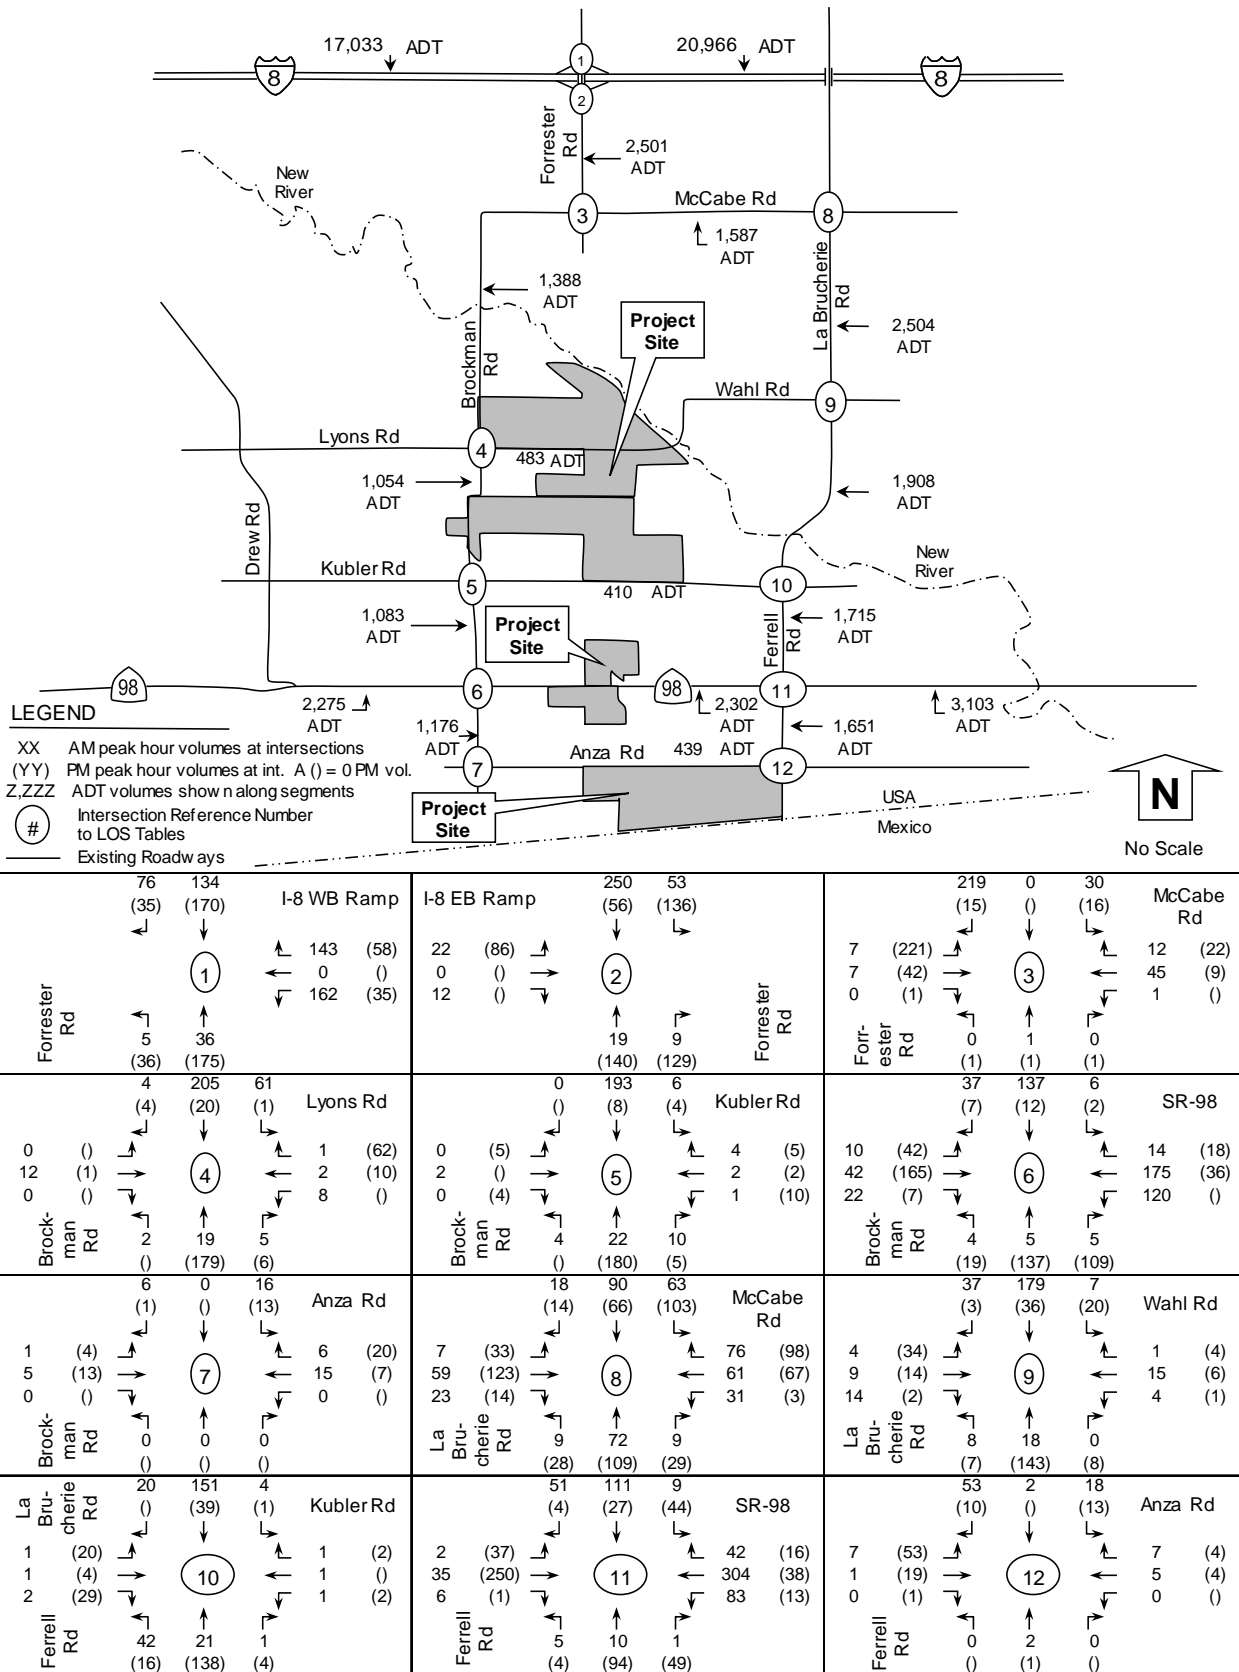 17,033 ADT
20,966 ADT
8
8
1
2
Forrester
Rd
2,501
ADT
New
River
McCabe Rd
3
8
1,587
ADT
1,388
ADT
La Brucherie
Rd
Project
Site
2,504
ADT
Brockman
Rd
Wahl Rd
9
Lyons Rd
4
483 ADT
1,054
ADT
1,908
ADT
Drew Rd
New
River
Kubler Rd
5
10
410 ADT
1,083
ADT
Project
Site
Ferrell
Rd
1,715
ADT
98
6
98
11
2,275
ADT
2,302
ADT
3,103
ADT
1,176
ADT
1,651
ADT
Anza Rd
439 ADT
7
12
Project
Site
USA
Mexico
N
No Scale
LEGEND
XX AM peak hour volumes at intersections
(YY) PM peak hour volumes at int. A () = 0 PM vol.
Z,ZZZ ADT volumes shown along segments
# Intersection Reference Number
to LOS Tables
Existing Roadways
76 134
(35) (170)
I-8 WB Ramp
143 (58)
1
0 ()
162 (35)
Forrester
Rd
5 36
(36) (175)
I-8 EB Ramp
250 53
(56) (136)
22 (86)
0 ()
2
12 ()
Forrester
Rd
19 9
(140) (129)
219 0 30
(15) () (16)
McCabe
Rd
7 (221)
12 (22)
7 (42)
3
45 (9)
0 (1)
1 ()
Forr-
ester
Rd
0 1 0
(1) (1) (1)
4 205 61
(4) (20) (1)
Lyons Rd
0 ()
1 (62)
12 (1)
4
2 (10)
0 ()
8 ()
Brock-
man
Rd
2 19 5
() (179) (6)
0 193 6
() (8) (4)
Kubler Rd
0 (5)
4 (5)
2 ()
5
2 (2)
0 (4)
1 (10)
Brock-
man
Rd
4 22 10
() (180) (5)
37 137 6
(7) (12) (2)
SR-98
10 (42)
14 (18)
42 (165)
6
175 (36)
22 (7)
120 ()
Brock-
man
Rd
4 5 5
(19) (137) (109)
6 0 16
(1) () (13)
Anza Rd
1 (4)
6 (20)
5 (13)
7
15 (7)
0 ()
0 ()
Brock-
man
Rd
0 0 0
() () ()
18 90 63
(14) (66) (103)
McCabe
Rd
7 (33)
76 (98)
59 (123)
8
61 (67)
23 (14)
31 (3)
La
Bru-
cherie
Rd
9 72 9
(28) (109) (29)
37 179 7
(3) (36) (20)
Wahl Rd
4 (34)
1 (4)
9 (14)
9
15 (6)
14 (2)
4 (1)
La
Bru-
cherie
Rd
8 18 0
(7) (143) (8)
La
Bru-
cherie
Rd
20 151 4
() (39) (1)
Kubler Rd
1 (20)
1 (2)
1 (4)
10
1 ()
2 (29)
1 (2)
Ferrell
Rd
42 21 1
(16) (138) (4)
51 111 9
(4) (27) (44)
SR-98
2 (37)
42 (16)
35 (250)
11
304 (38)
6 (1)
83 (13)
Ferrell
Rd
5 10 1
(4) (94) (49)
53 2 18
(10) () (13)
Anza Rd
7 (53)
7 (4)
1 (19)
12
5 (4)
0 (1)
0 ()
Ferrell
Rd
0 2 0
() (1) ()